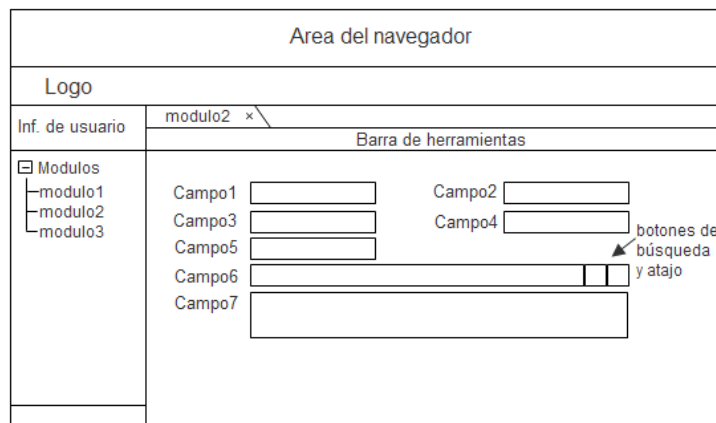 Area del navegador
Logo
Inf. de usuario
modulo2 ×
Barra de herramientas
Modulos
modulo1
modulo2
modulo3
Campo1
Campo2
Campo3
Campo4
Campo5
Campo6
Campo7
botones de
búsqueda
y atajo